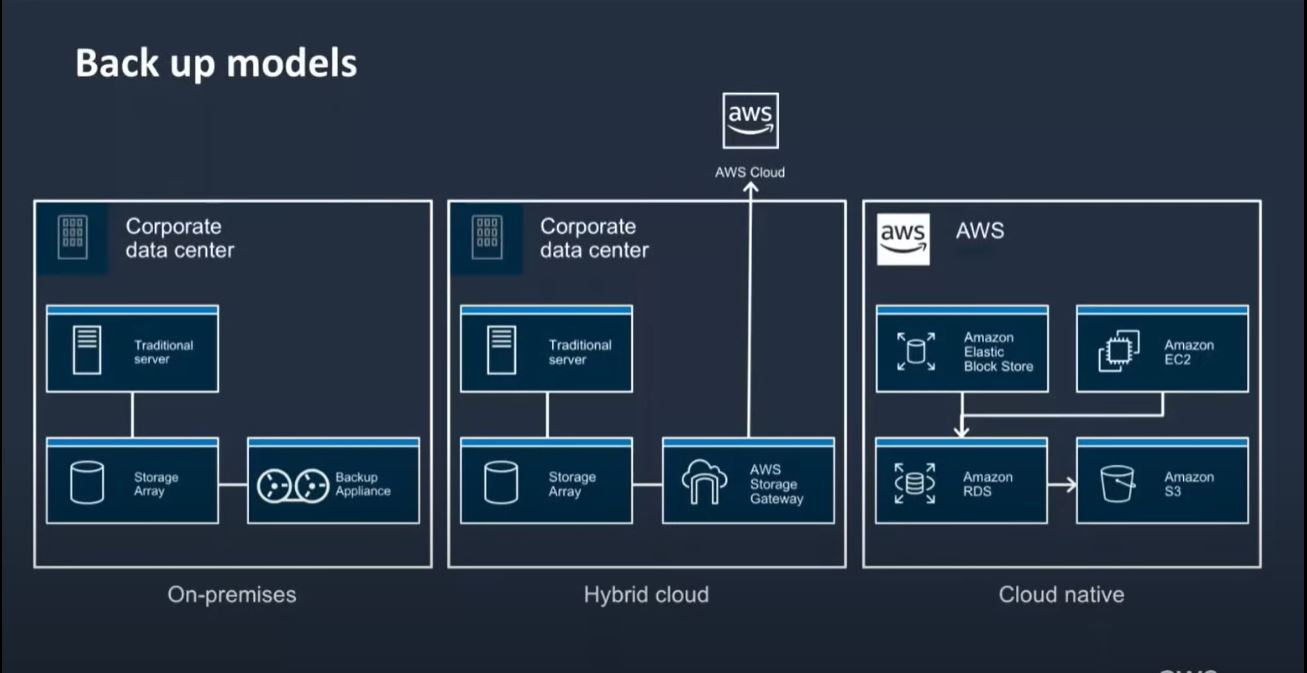 Back up models
aws
AWS Cloud
Corporate
data center
Traditional
server
Storage
Array
Backup
Appliance
On-premises
Corporate
data center
Traditional
server
Storage
Array
AWS
Storage
Gateway
Hybrid cloud
aws
AWS
Amazon
Elastic
Block Store
Amazon
EC2
Amazon
RDS
Amazon
S3
Cloud native
aws